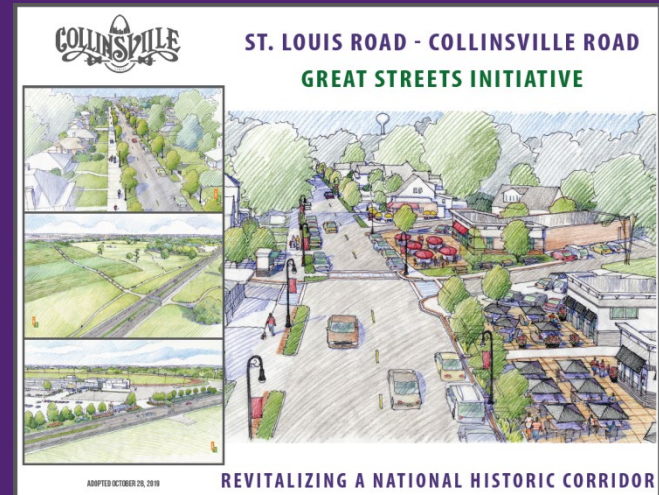 COLLINSVILLE
ST. LOUIS ROAD - COLLINSVILLE ROAD
GREAT STREETS INITIATIVE
ADOPTED OCTOBER 28, 2019
REVITALIZING A NATIONAL HISTORIC CORRIDOR